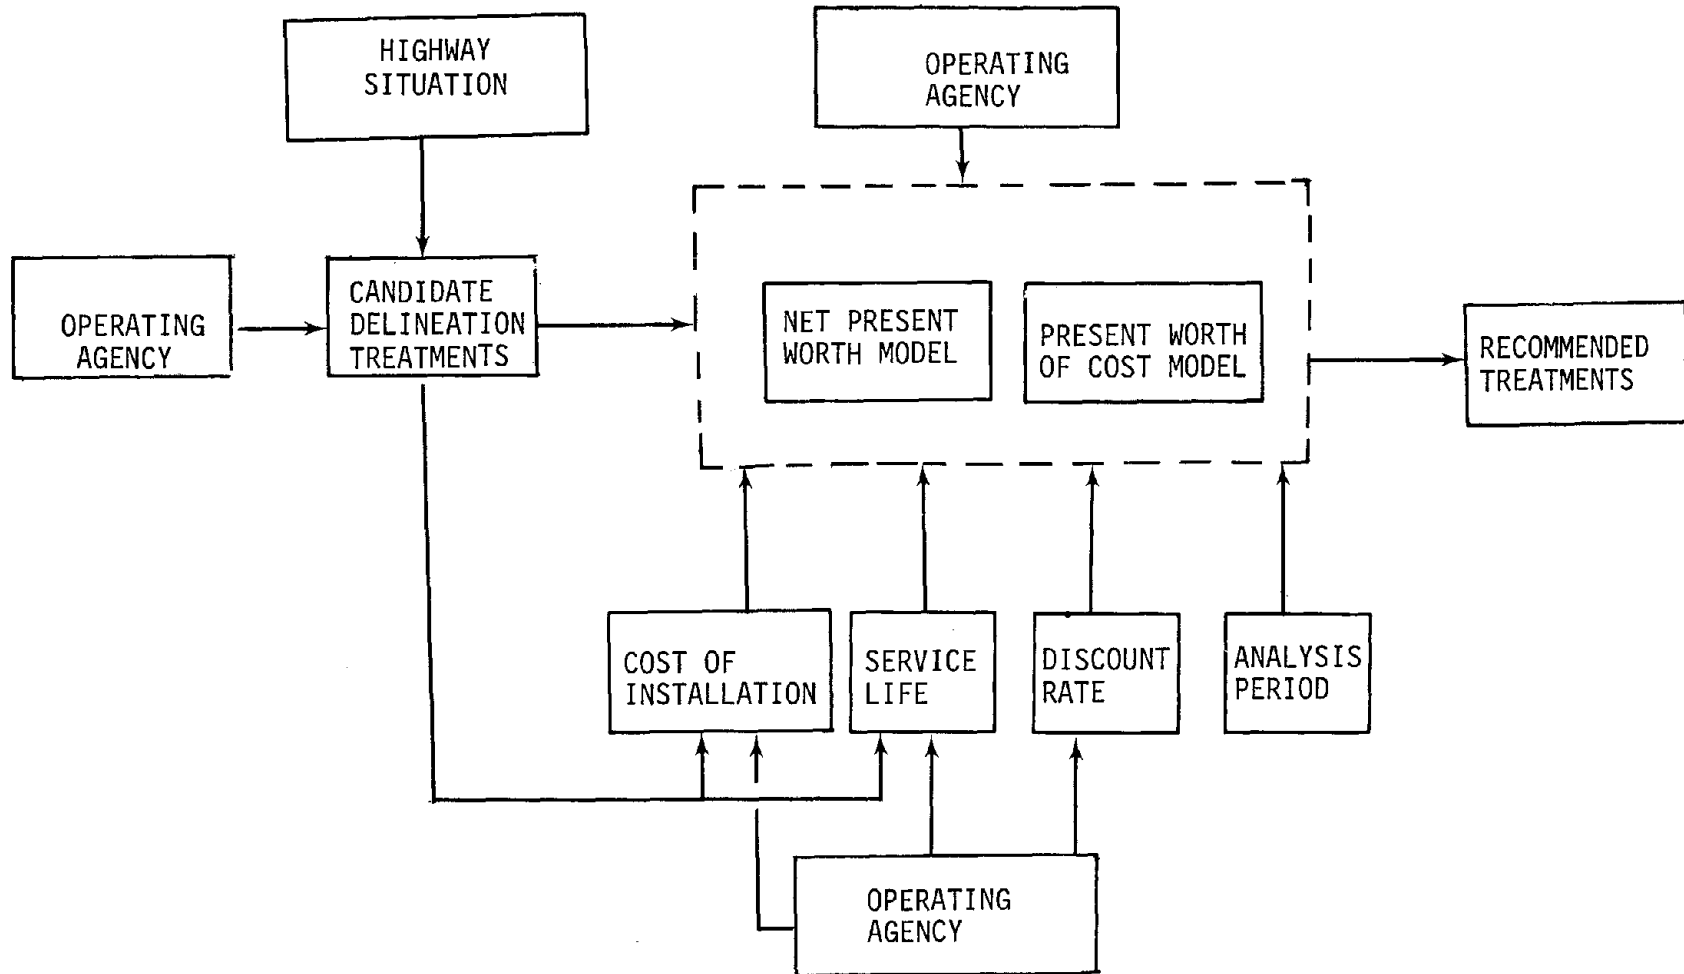 HIGHWAY
SITUATION
OPERATING
AGENCY
OPERATING
AGENCY
CANDIDATE
DELINEATION
TREATMENTS
NET PRESENT
WORTH MODEL
PRESENT WORTH
OF COST MODEL
RECOMMENDED
TREATMENTS
COST OF
INSTALLATION
SERVICE
LIFE
DISCOUNT
RATE
ANALYSIS
PERIOD
OPERATING
AGENCY